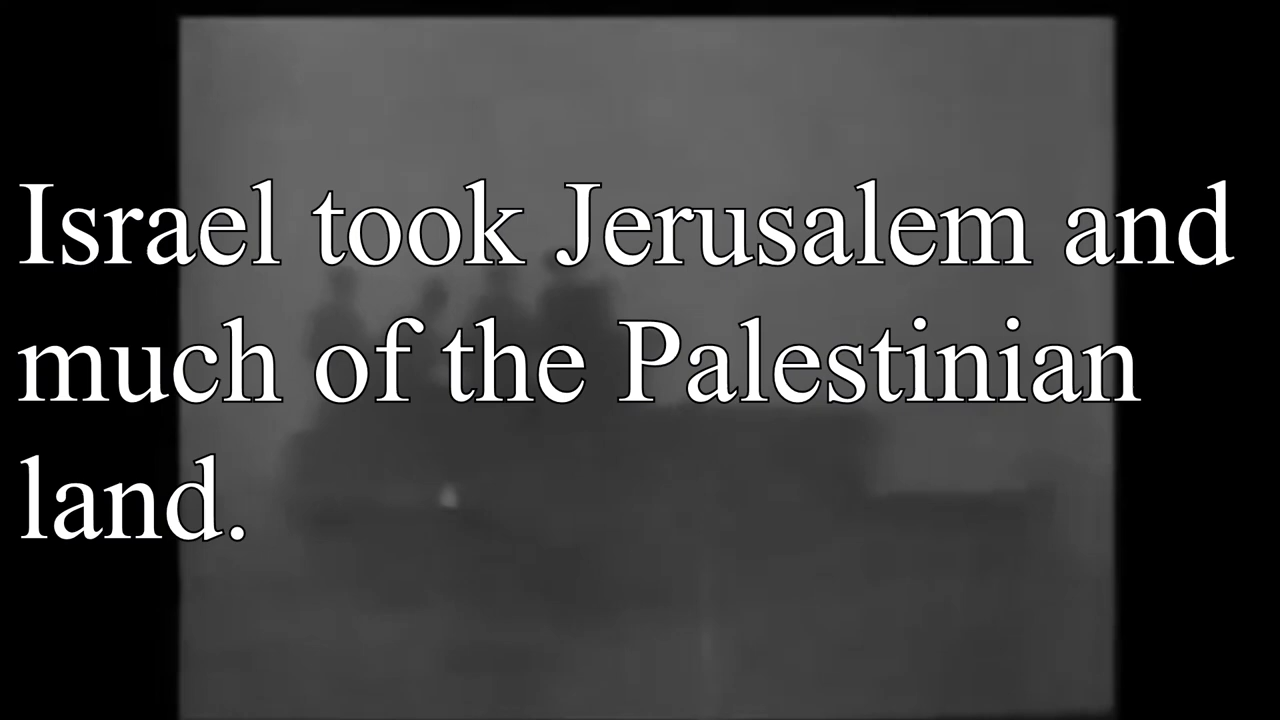 Israel took Jerusalem and
much of the Palestinian
land.